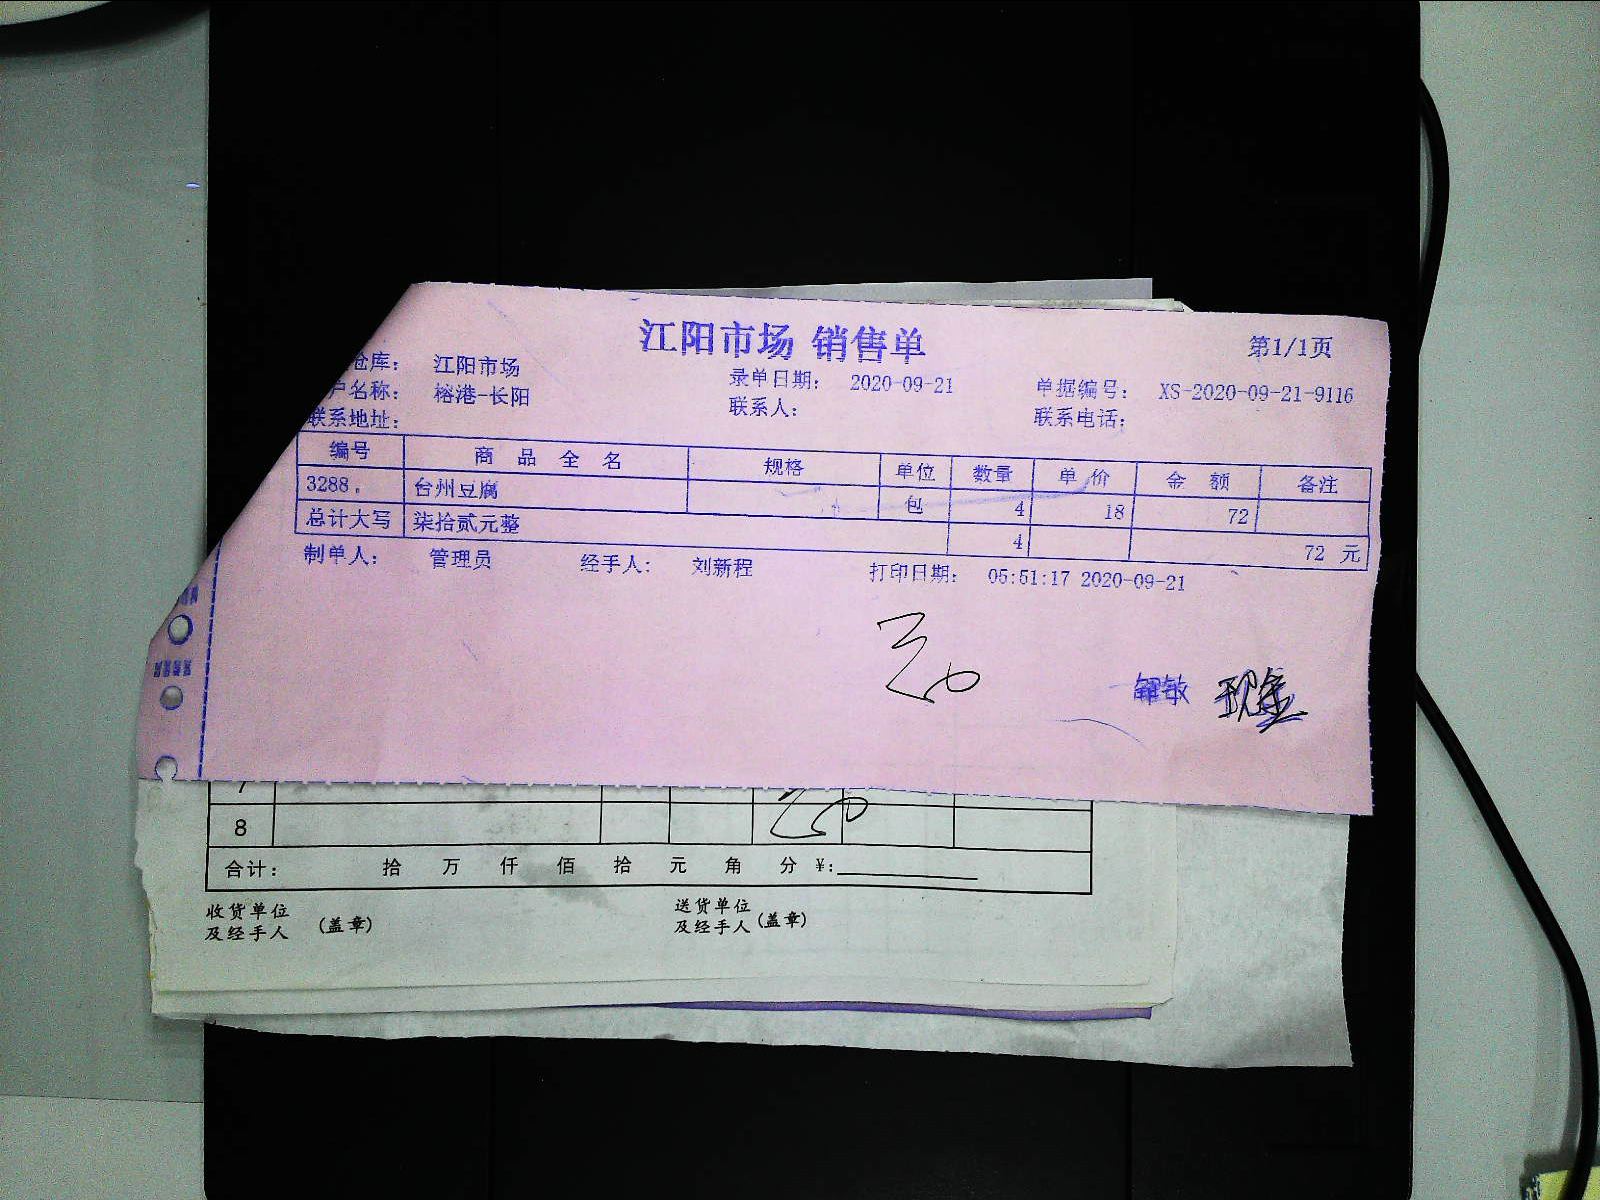 江阳市场 销售单
第1/1页
仓库： 江阳市场
录单日期： 2020-09-21
单据编号： XS-2020-09-21-9116
户名称： 榕港-长阳
联系人：
联系电话：
联系地址：
编号 商品全名 规格 单位 数量 单价 金额 备注
3288. 台州豆腐 包 4 18 72
总计大写 柒拾贰元整 4 72 元
制单人： 管理员 经手人： 刘新程 打印日期： 05:51:17 2020-09-21
现金
7
8
合计： 拾 万 仟 佰 拾 元 角 分 ¥:
收货单位
及经手人 (盖章)
送货单位
及经手人 (盖章)